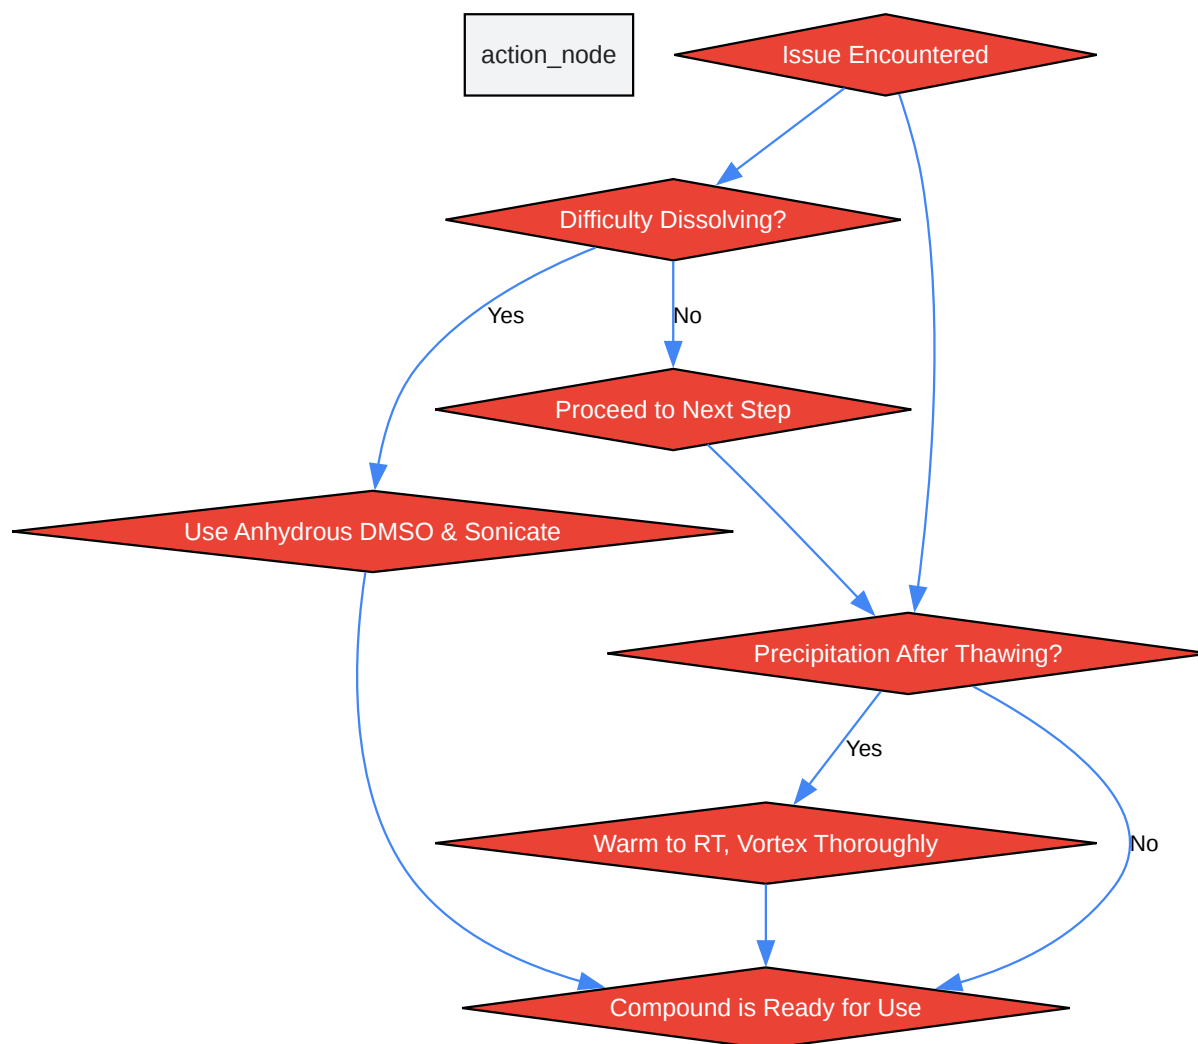 action_node
Issue Encountered
Difficulty Dissolving?
Yes
No
Proceed to Next Step
Use Anhydrous DMSO & Sonicate
Precipitation After Thawing?
Yes
Warm to RT, Vortex Thoroughly
No
Compound is Ready for Use